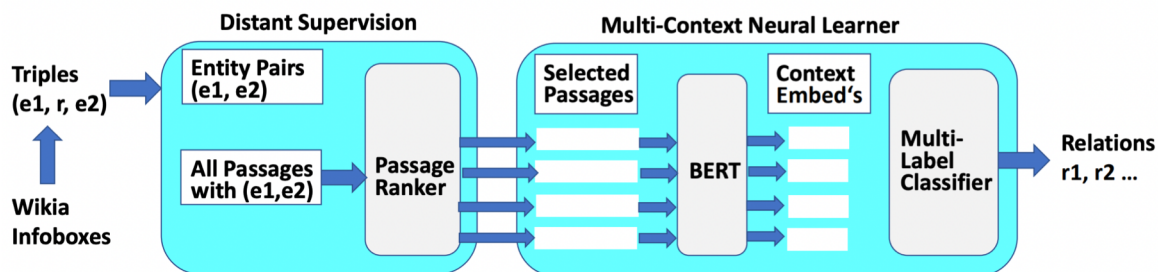 Distant Supervision
Multi-Context Neural Learner
Triples
(e1, r, e2)
Wikia
Infoboxes
Entity Pairs
(e1, e2)
All Passages
with (e1,e2)
Passage
Ranker
Selected
Passages
BERT
Context
Embed‘s
Multi-
Label
Classifier
Relations
r1, r2 ...